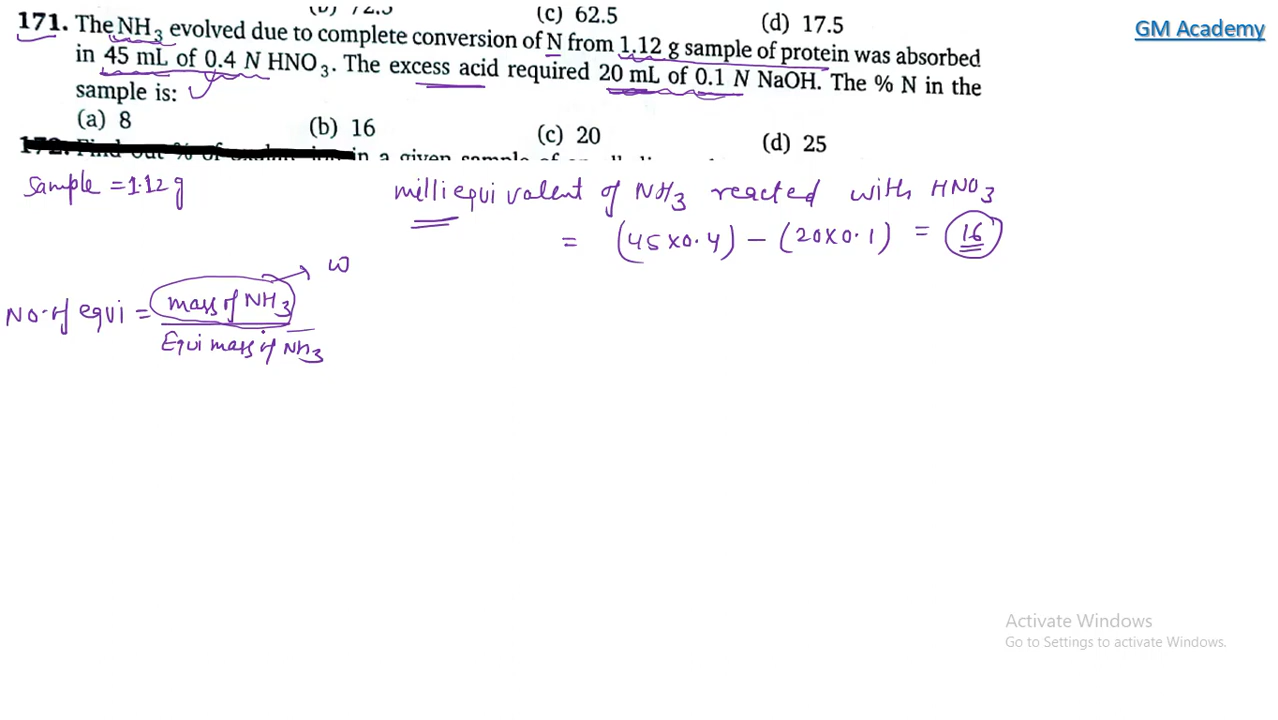 (c) 62.5
(d) 17.5
GM Academy
171. The NH3 evolved due to complete conversion of N from 1.12 g sample of protein was absorbed
in 45 mL of 0.4 N HNO3. The excess acid required 20 mL of 0.1 N NaOH. The % N in the
sample is:
(a) 8
(b) 16
(c) 20
(d) 25
in a given sample of
Sample = 1.12 g
milliequivalent of NH3 reacted with HNO3
= (45 x 0.4) - (20 x 0.1) = 16
w
No. of equi = mass of NH3
Equi mass of NH3
Activate Windows
Go to Settings to activate Windows.